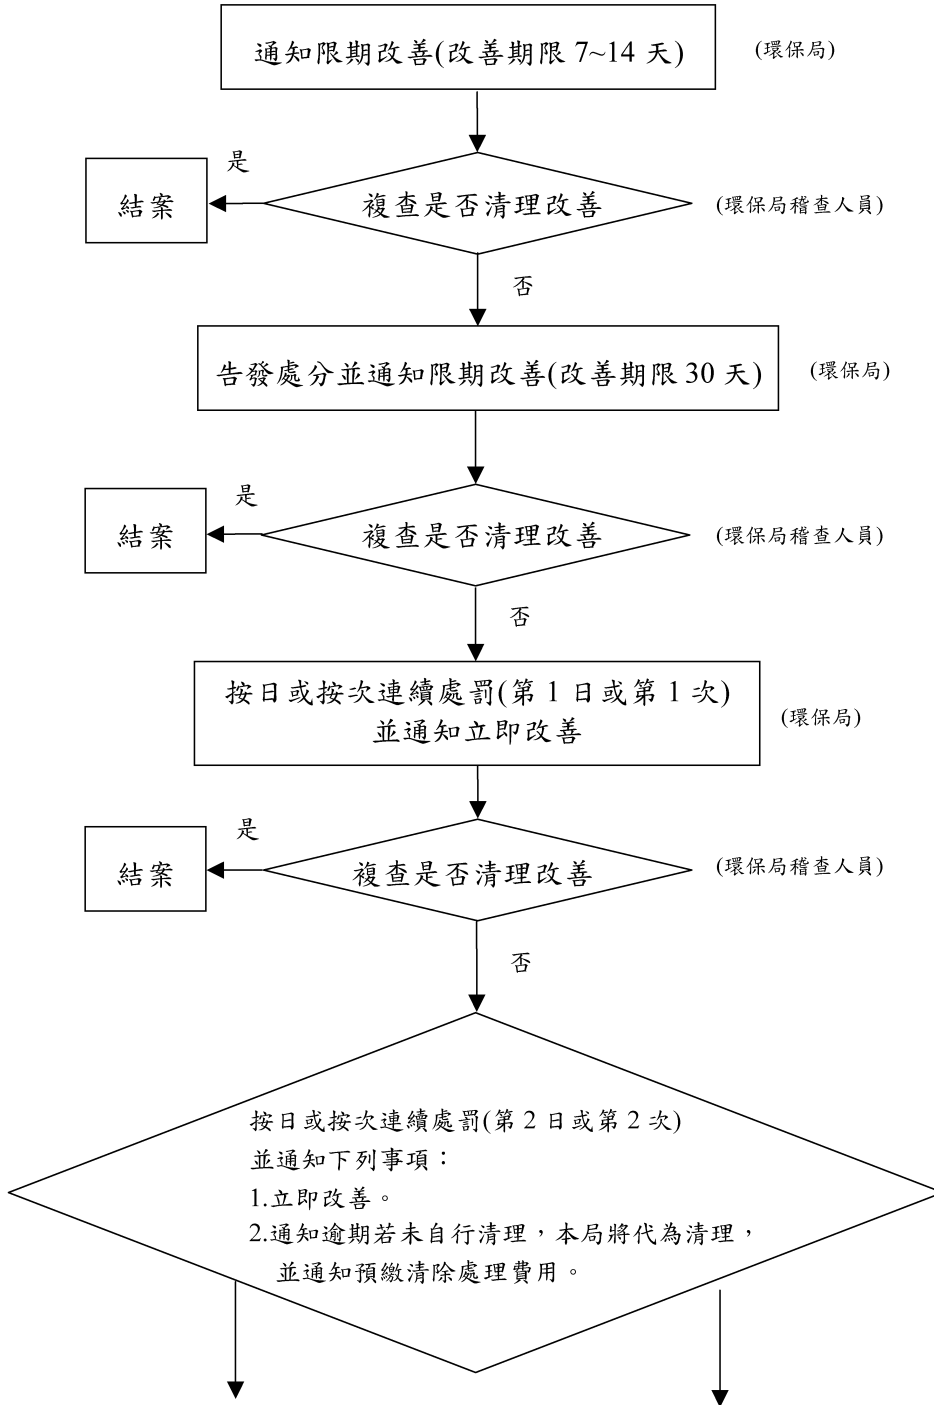 通知限期改善(改善期限 7~14 天)
(環保局)
是
結案
複查是否清理改善
(環保局稽查人員)
否
告發處分並通知限期改善(改善期限 30 天)
(環保局)
是
結案
複查是否清理改善
(環保局稽查人員)
否
按日或按次連續處罰(第 1 日或第 1 次)
並通知立即改善
(環保局)
是
結案
複查是否清理改善
(環保局稽查人員)
否
按日或按次連續處罰(第 2 日或第 2 次)
並通知下列事項：
1.立即改善。
2.通知逾期若未自行清理，本局將代為清理，
並通知預繳清除處理費用。